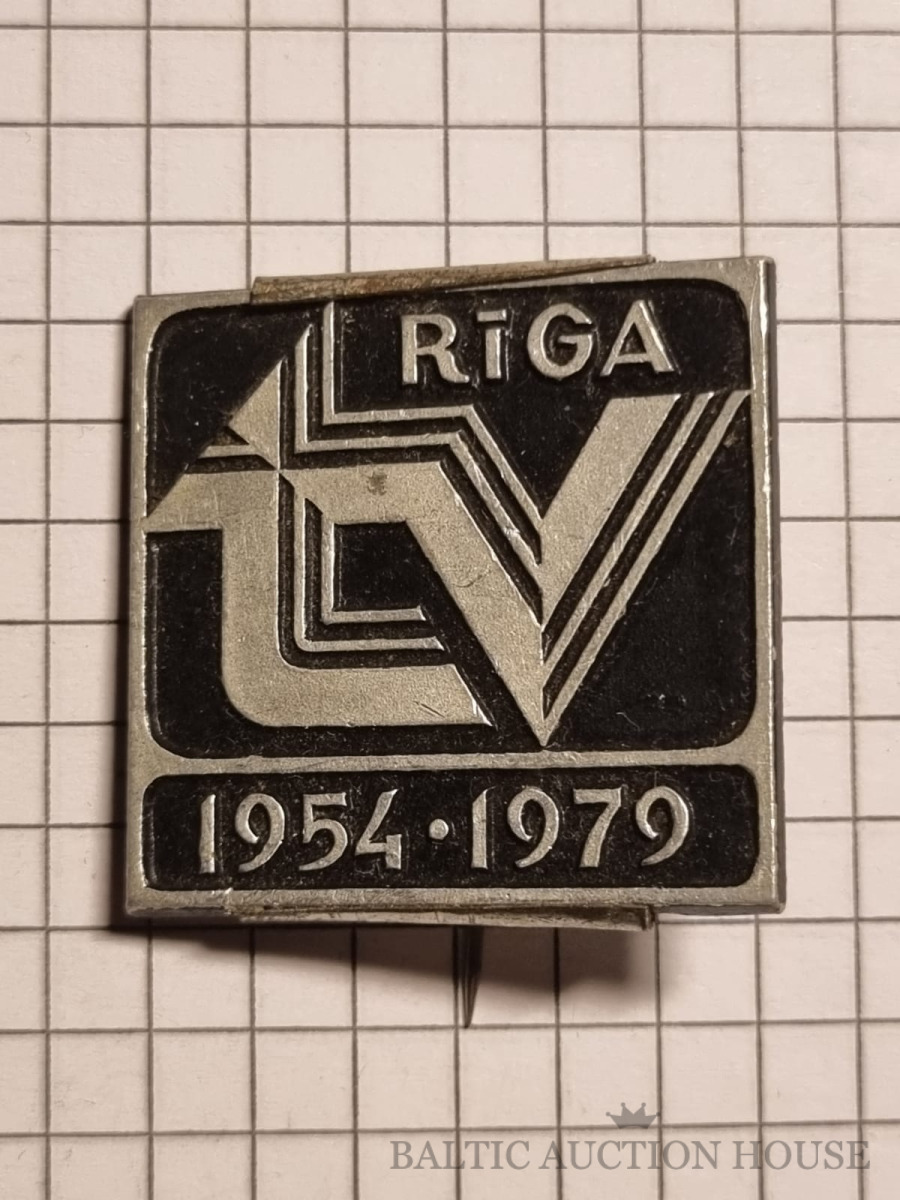 RīGA
tv
1954·1979
BALTIC AUCTION HOUSE